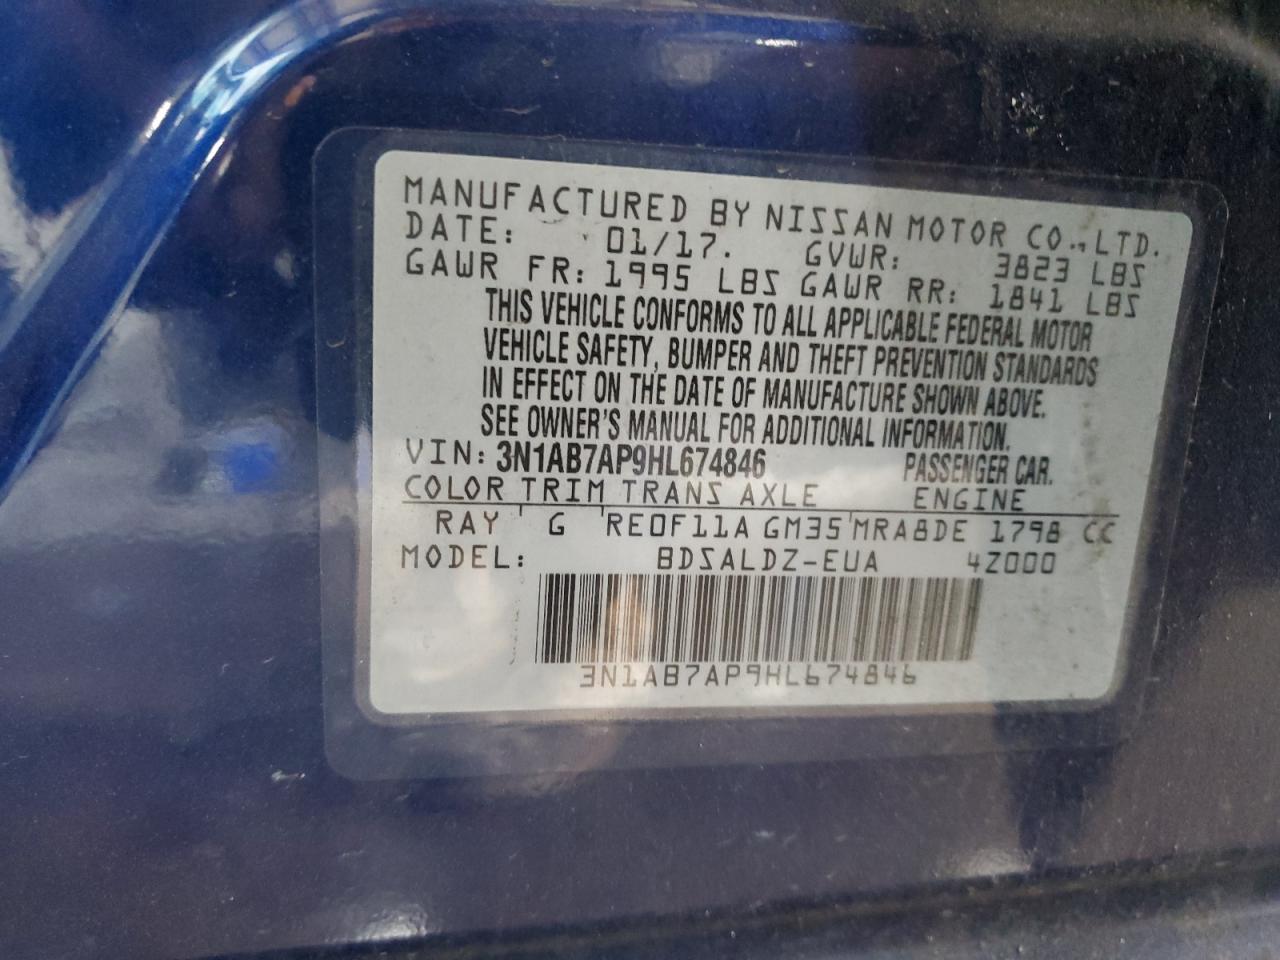 MANUFACTURED BY NISSAN MOTOR CO., LTD.
DATE: 01/17. GVWR: 3823 LBS
GAWR FR: 1995 LBS GAWR RR: 1841 LBS
THIS VEHICLE CONFORMS TO ALL APPLICABLE FEDERAL MOTOR
VEHICLE SAFETY, BUMPER AND THEFT PREVENTION STANDARDS
IN EFFECT ON THE DATE OF MANUFACTURE SHOWN ABOVE.
SEE OWNER'S MANUAL FOR ADDITIONAL INFORMATION.
VIN: 3N1AB7AP9HL674846 PASSENGER CAR.
COLOR TRIM TRANS AXLE ENGINE
RAY G RE0F11A GM35 MRA8DE 1798 CC
MODEL: BDSALDZ-EUA 4Z000
3N1AB7AP9HL674846